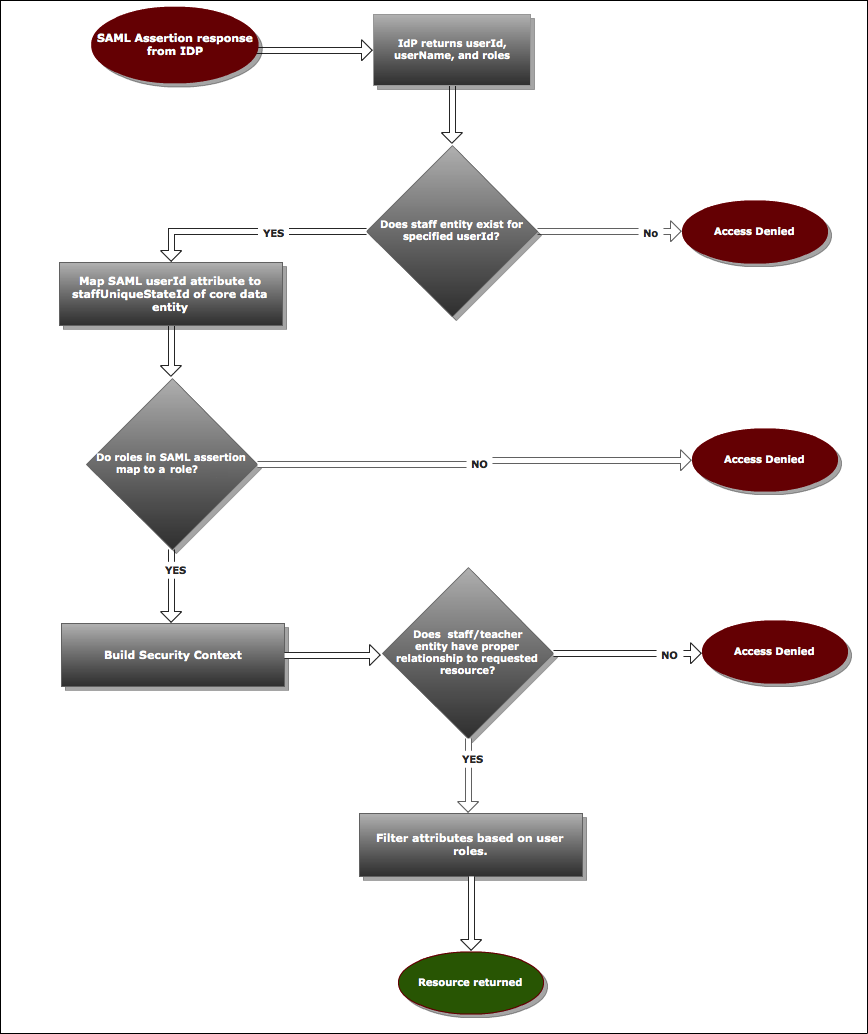 SAML Assertion response
from IDP
IdP returns userId,
userName, and roles
Does staff entity exist for
specified userId?
YES
No
Access Denied
Map SAML userId attribute to
staffUniqueStateId of core data
entity
Do roles in SAML assertion
map to a role?
NO
Access Denied
YES
Build Security Context
Does staff/teacher
entity have proper
relationship to requested
resource?
NO
Access Denied
YES
Filter attributes based on user
roles.
Resource returned